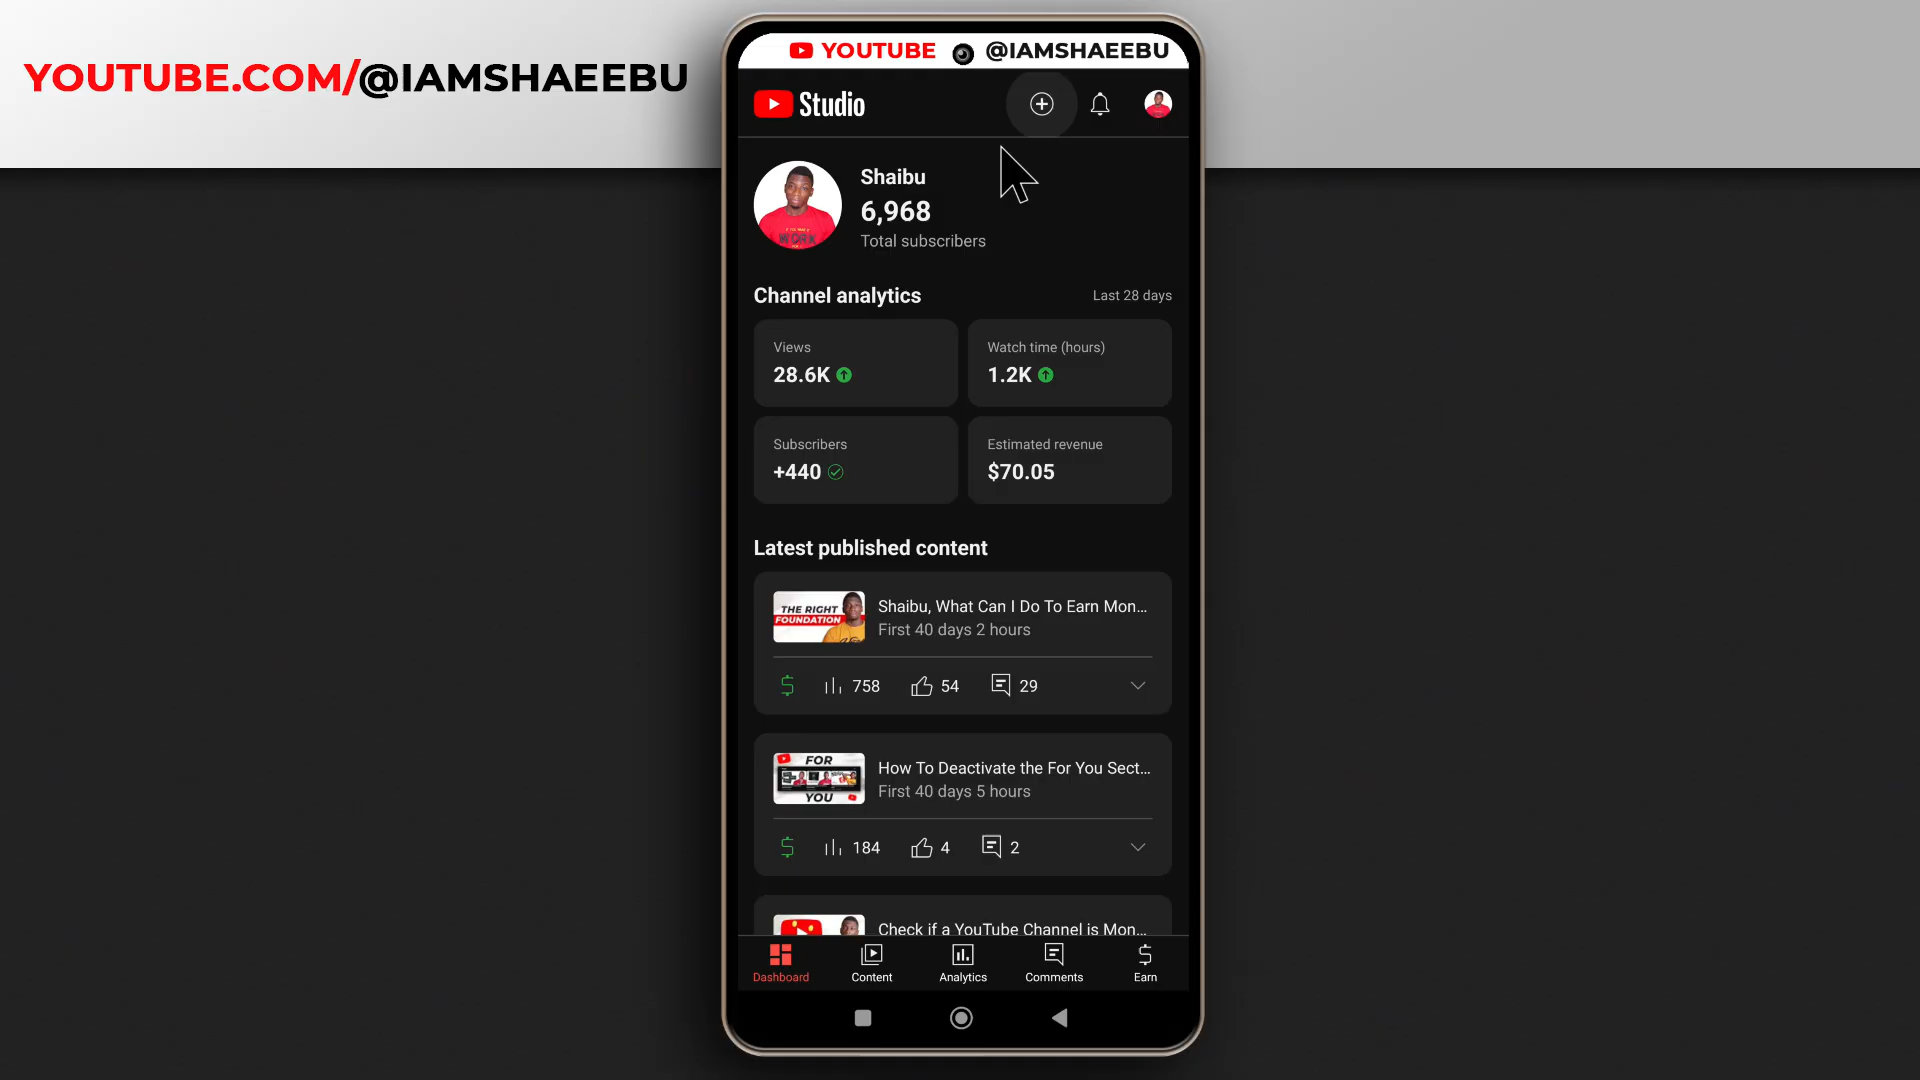 YOUTUBE.COM/@IAMSHAEEBU
YOUTUBE @IAMSHAEEBU
Studio
Shaibu
6,968
Total subscribers
Channel analytics
Last 28 days
Views
28.6K
Watch time (hours)
1.2K
Subscribers
+440
Estimated revenue
$70.05
Latest published content
THE RIGHT
FOUNDATION
Shaibu, What Can I Do To Earn Mon...
First 40 days 2 hours
758 54 29
FOR
YOU
How To Deactivate the For You Sect...
First 40 days 5 hours
184 4 2
Check if a YouTube Channel is Mon...
Dashboard Content Analytics Comments Earn